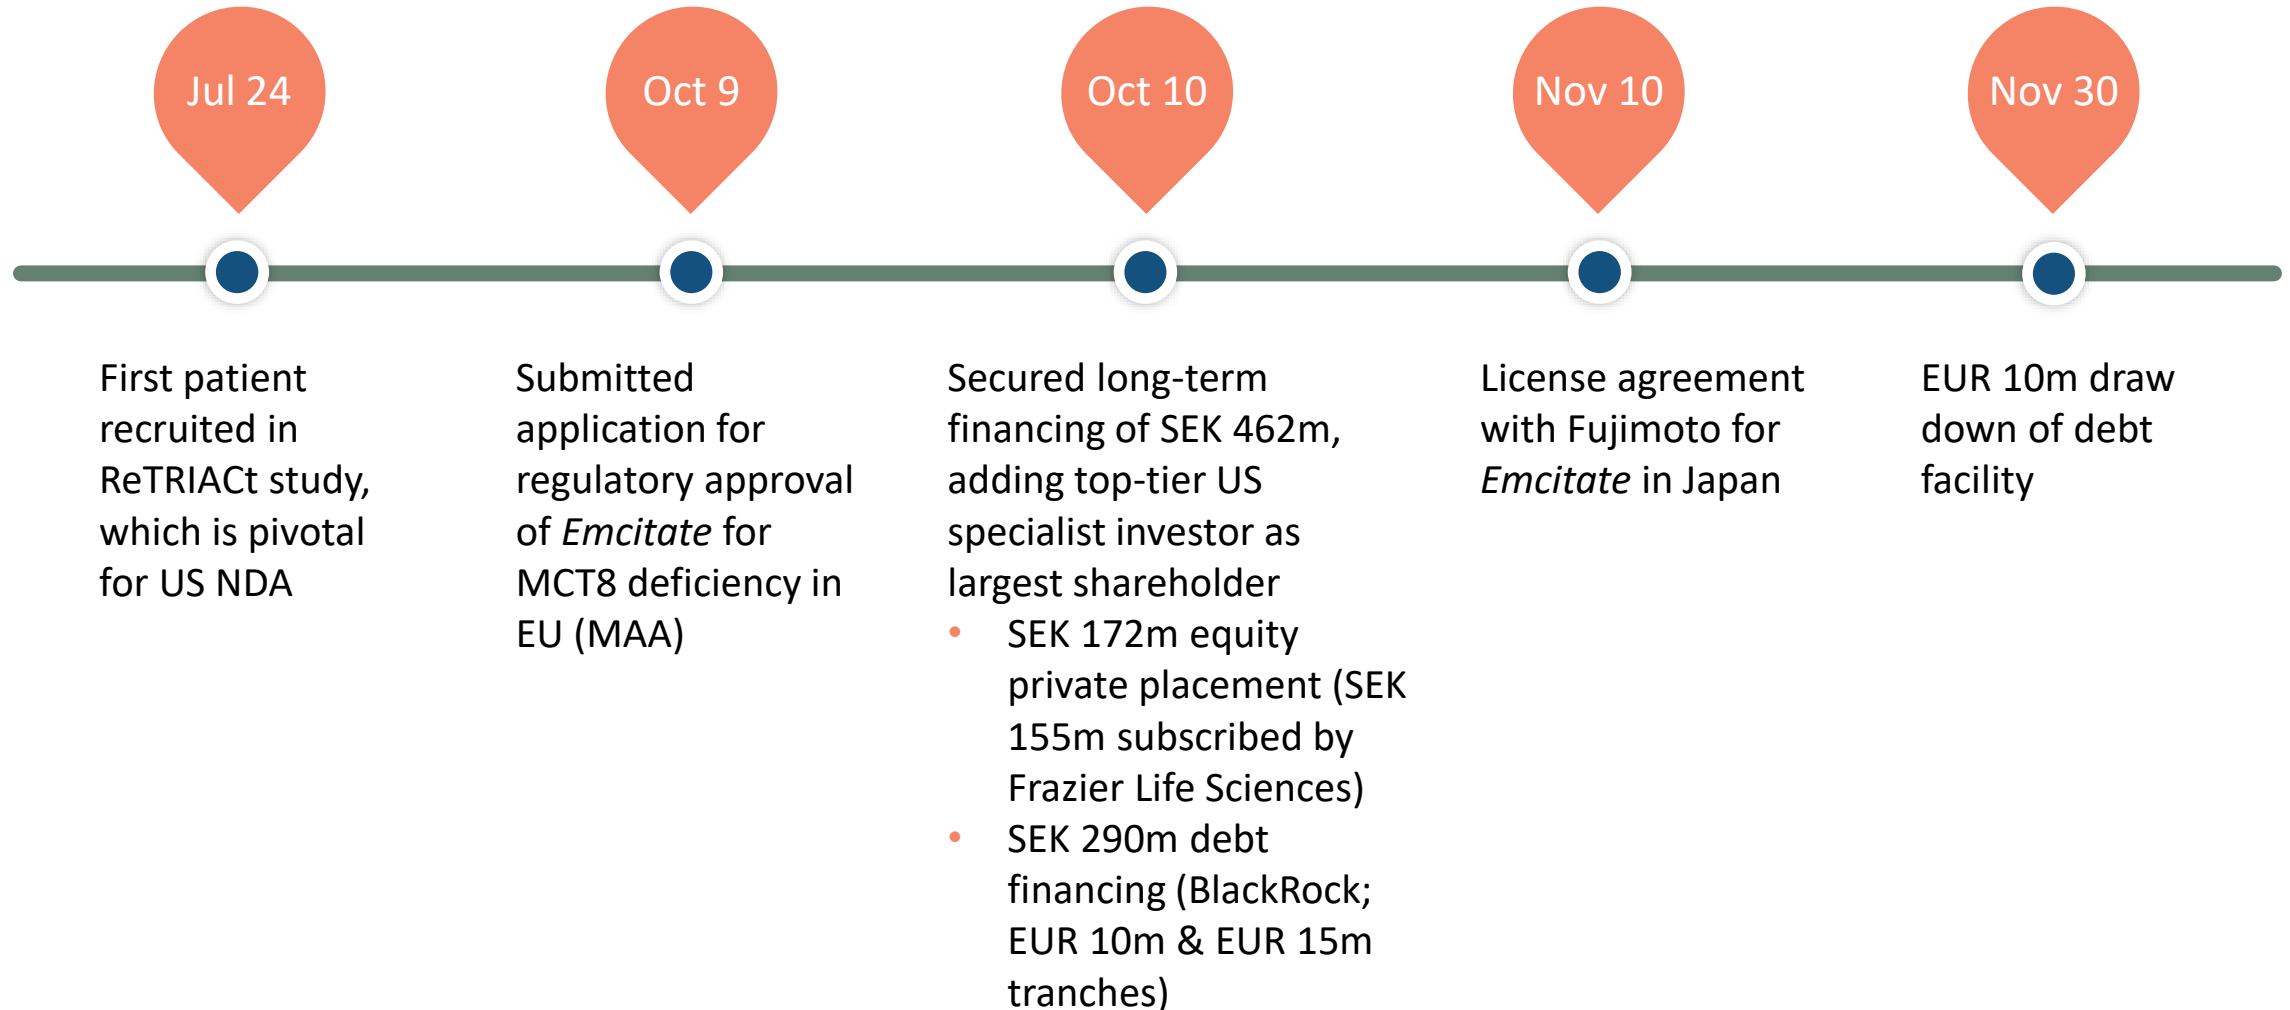 Jul 24
Oct 9
Oct 10
Nov 10
Nov 30
First patient
recruited in
ReTRIACt study,
which is pivotal
for US NDA
Submitted
application for
regulatory approval
of Emcitate for
MCT8 deficiency in
EU (MAA)
Secured long-term
financing of SEK 462m,
adding top-tier US
specialist investor as
largest shareholder
• SEK 172m equity
private placement (SEK
155m subscribed by
Frazier Life Sciences)
• SEK 290m debt
financing (BlackRock;
EUR 10m & EUR 15m
tranches)
License agreement
with Fujimoto for
Emcitate in Japan
EUR 10m draw
down of debt
facility